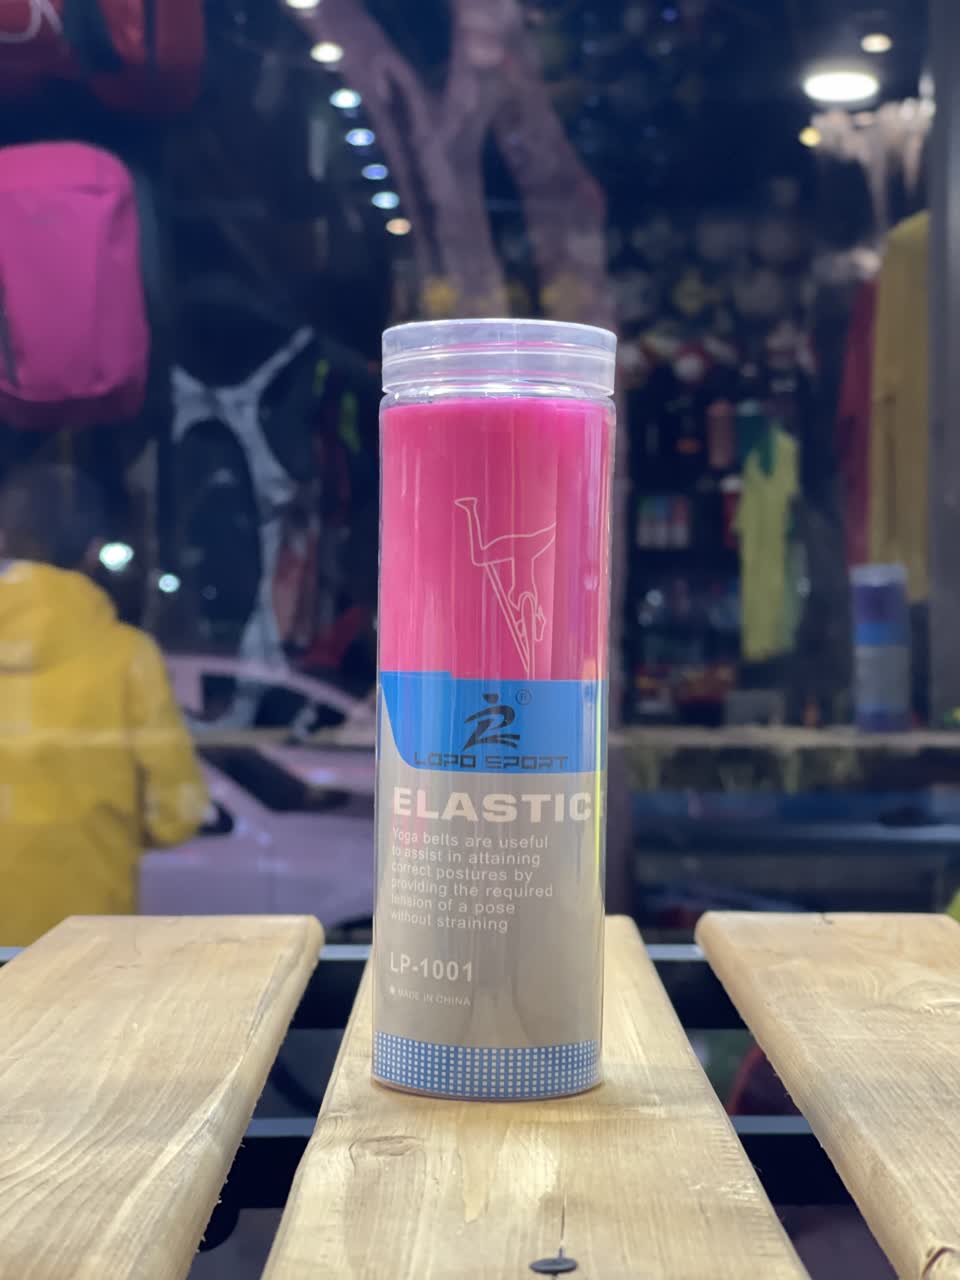 ®
LOPO SPORT
ELASTIC
Yoga belts are useful
to assist in attaining
correct postures by
providing the required
tension of a pose
without straining
LP-1001
MADE IN CHINA